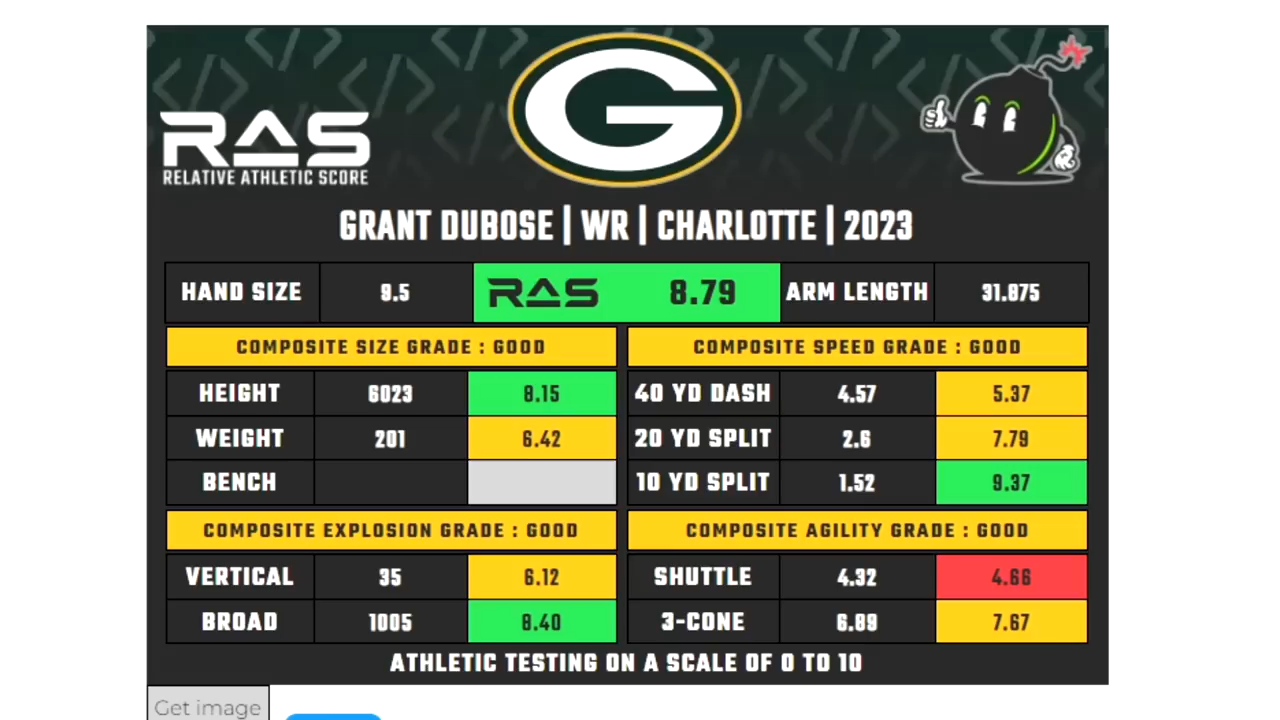 RAS
RELATIVE ATHLETIC SCORE
G
GRANT DUBOSE | WR | CHARLOTTE | 2023
HAND SIZE 9.5 RAS 8.79 ARM LENGTH 31.875
COMPOSITE SIZE GRADE : GOOD COMPOSITE SPEED GRADE : GOOD
HEIGHT 6023 8.15 40 YD DASH 4.57 5.37
WEIGHT 201 6.42 20 YD SPLIT 2.6 7.79
BENCH 10 YD SPLIT 1.52 9.37
COMPOSITE EXPLOSION GRADE : GOOD COMPOSITE AGILITY GRADE : GOOD
VERTICAL 35 6.12 SHUTTLE 4.32 4.66
BROAD 1005 8.40 3-CONE 6.89 7.67
ATHLETIC TESTING ON A SCALE OF 0 TO 10
Get image